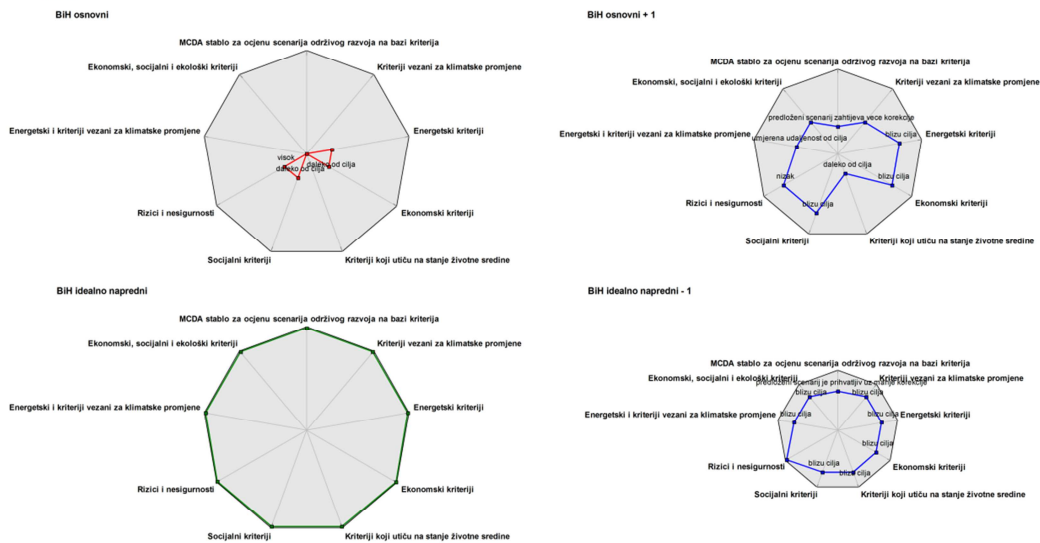 BiH osnovni
MCDA stablo za ocjenu scenarija održivog razvoja na bazi kriterija
Ekonomski, socijalni i ekološki kriteriji
Kriteriji vezani za klimatske promjene
Energetski i kriteriji vezani za klimatske promjene
Energetski kriteriji
visok
daleko od cilja
daleko od cilja
Rizici i nesigurnosti
Ekonomski kriteriji
Socijalni kriteriji
Kriteriji koji utiču na stanje životne sredine
BiH osnovni + 1
MCDA stablo za ocjenu scenarija održivog razvoja na bazi kriterija
Ekonomski, socijalni i ekološki kriteriji
Kriteriji vezani za klimatske promjene
predloženi scenarij zahtijeva vece korekcije
Energetski i kriteriji vezani za klimatske promjene
umjerena udaljenost od cilja
blizu cilja
Energetski kriteriji
daleko od cilja
nizak
blizu cilja
Rizici i nesigurnosti
Ekonomski kriteriji
blizu cilja
Socijalni kriteriji
Kriteriji koji utiču na stanje životne sredine
BiH idealno napredni
MCDA stablo za ocjenu scenarija održivog razvoja na bazi kriterija
Ekonomski, socijalni i ekološki kriteriji
Kriteriji vezani za klimatske promjene
Energetski i kriteriji vezani za klimatske promjene
Energetski kriteriji
Rizici i nesigurnosti
Ekonomski kriteriji
Socijalni kriteriji
Kriteriji koji utiču na stanje životne sredine
BiH idealno napredni - 1
MCDA stablo za ocjenu scenarija održivog razvoja na bazi kriterija
Ekonomski, socijalni i ekološki kriteriji
Kriteriji vezani za klimatske promjene
predloženi scenarij je prihvatljiv uz manje korekcije
blizu cilja
blizu cilja
Energetski i kriteriji vezani za klimatske promjene
blizu cilja
blizu cilja
Energetski kriteriji
blizu cilja
Rizici i nesigurnosti
blizu cilja
Ekonomski kriteriji
blizu cilja
Socijalni kriteriji
Kriteriji koji utiču na stanje životne sredine